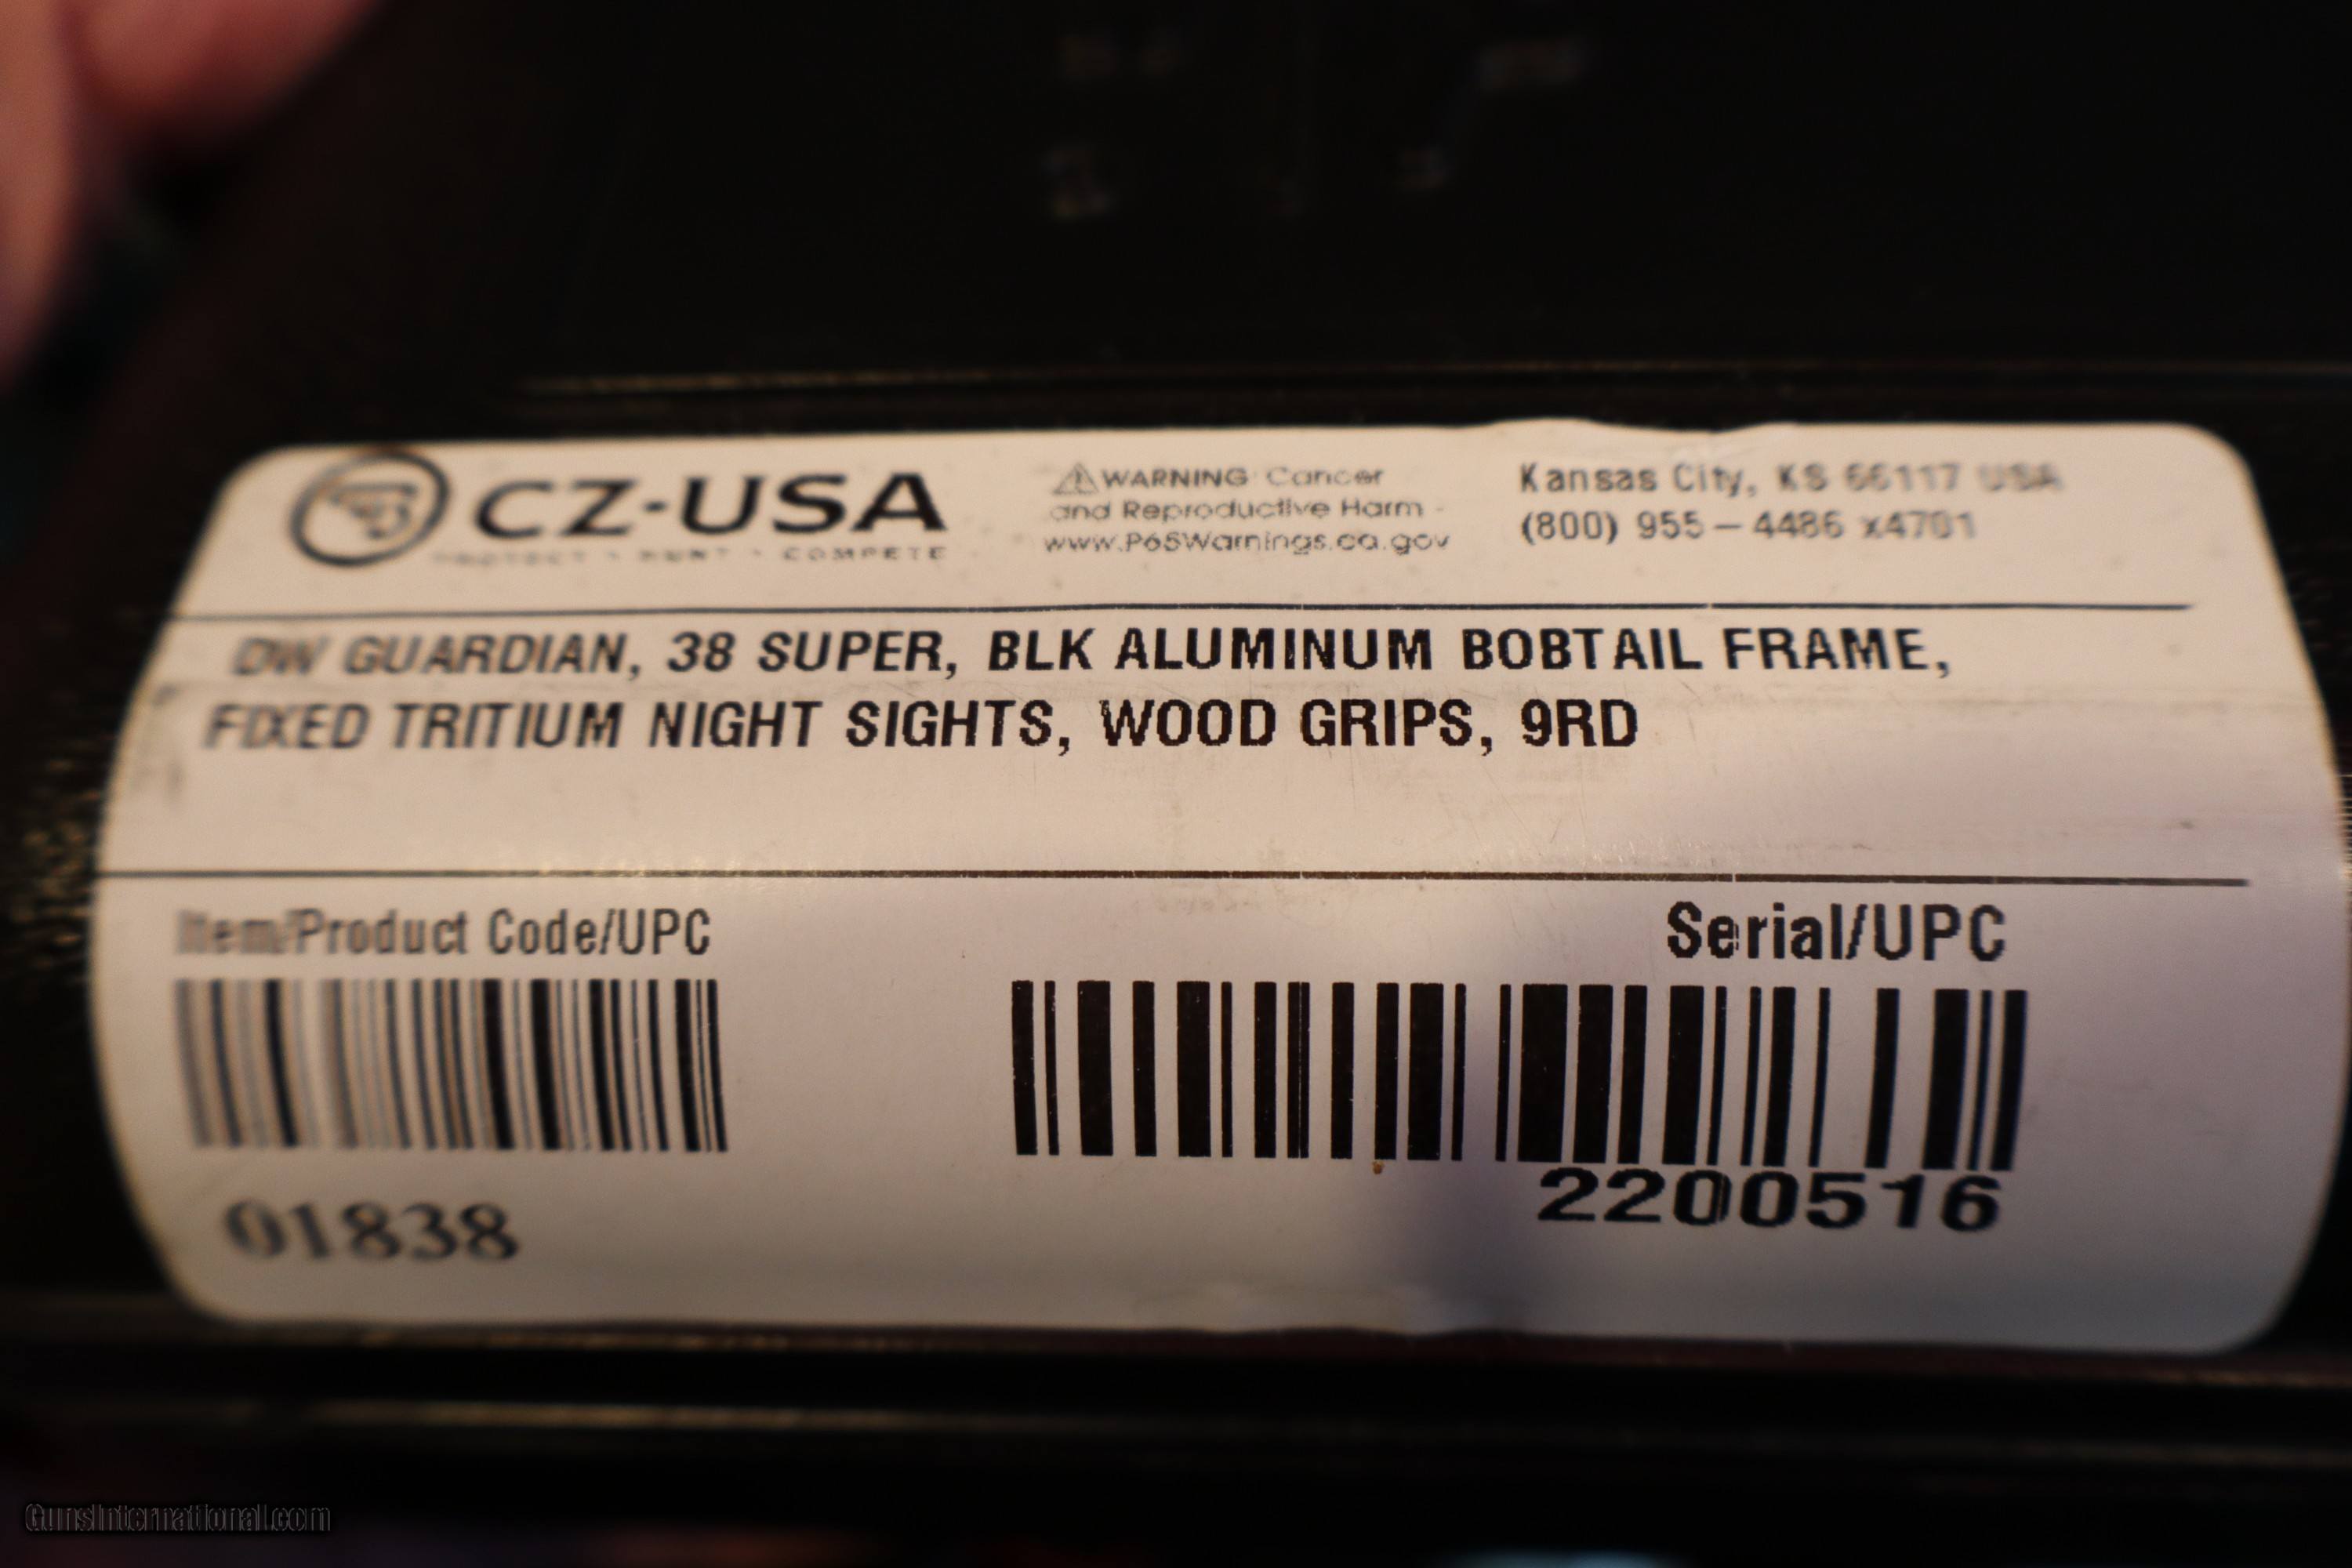 CZ-USA
PROTECT · HUNT · COMPETE
⚠WARNING: Cancer
and Reproductive Harm -
www.P65Warnings.ca.gov
Kansas City, KS 66117 USA
(800) 955-4486 x4701
DW GUARDIAN, 38 SUPER, BLK ALUMINUM BOBTAIL FRAME,
FIXED TRITIUM NIGHT SIGHTS, WOOD GRIPS, 9RD
Item/Product Code/UPC
01838
Serial/UPC
2200516
GunsInternational.com